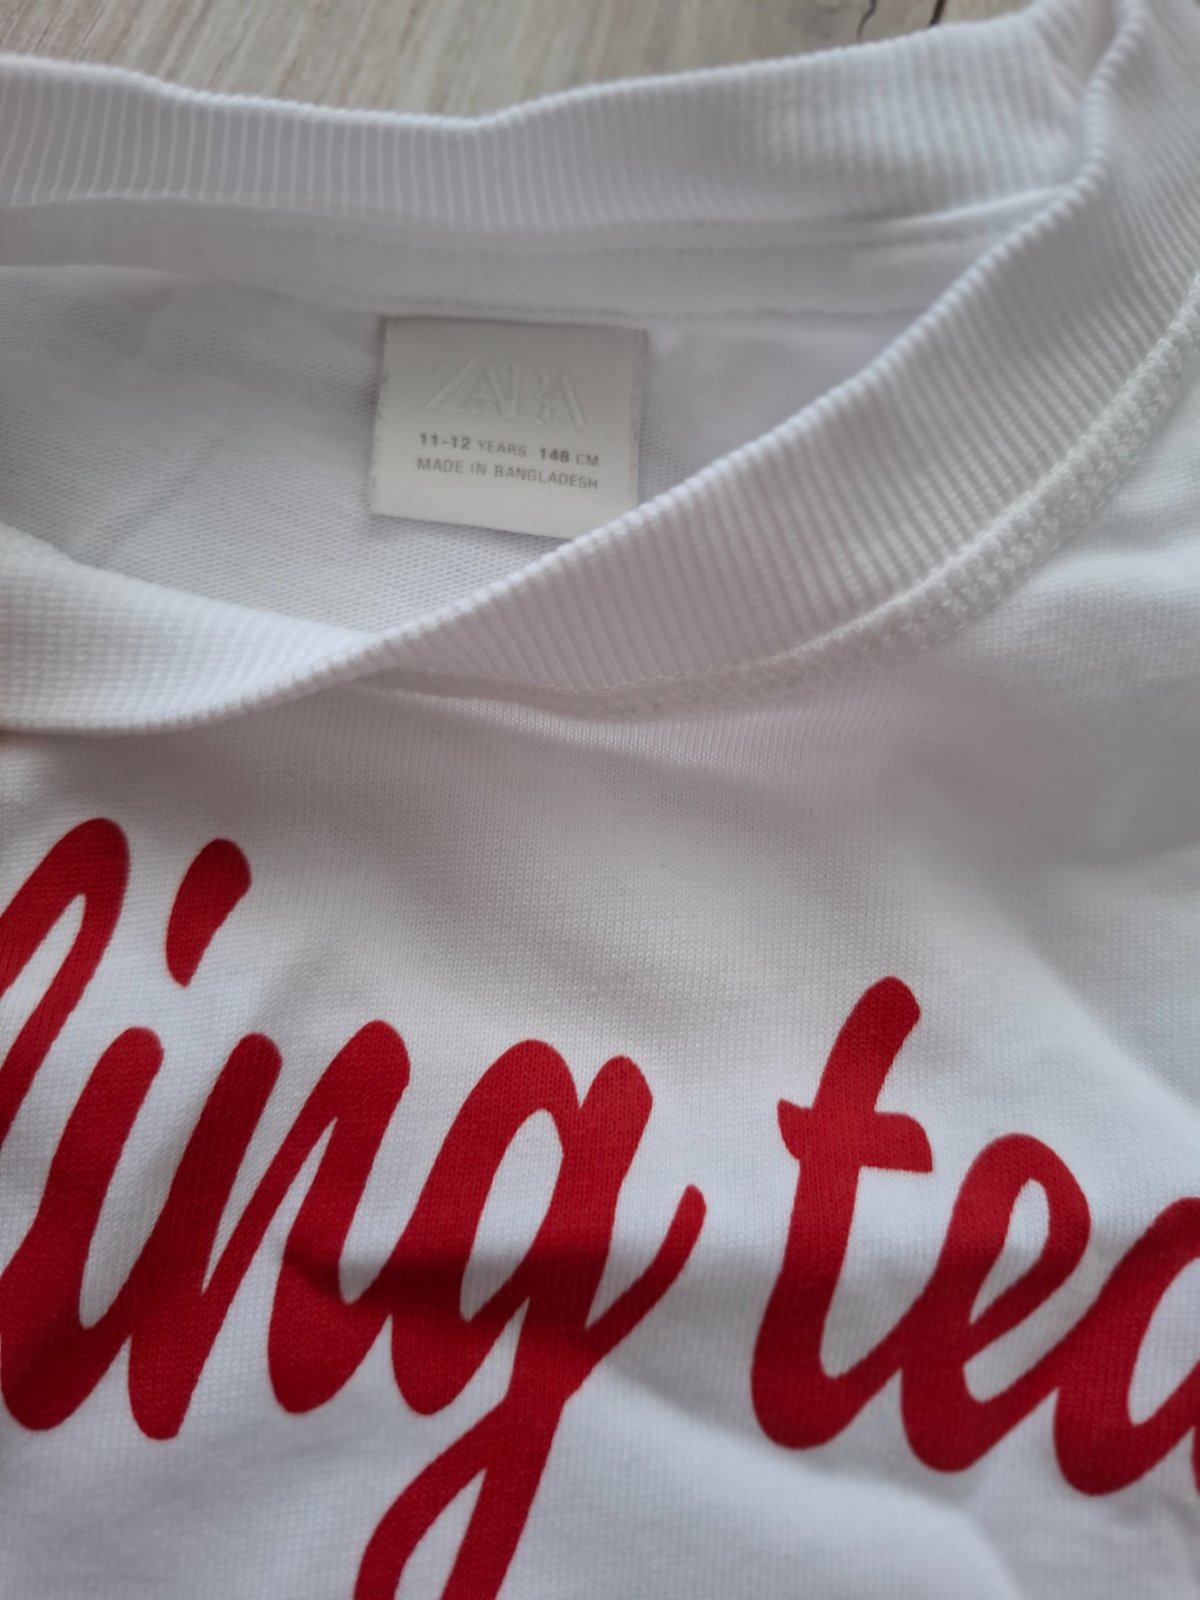 ZARA
11-12 YEARS 148 CM
MADE IN BANGLADESH
ling tea